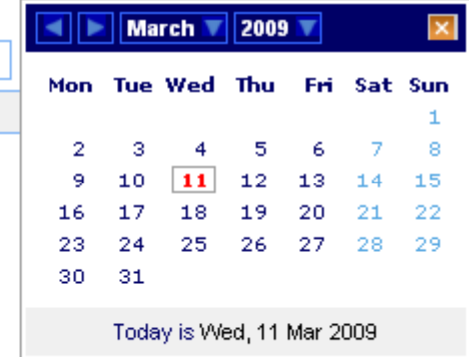 March 2009
Mon Tue Wed Thu Fri Sat Sun
1
2 3 4 5 6 7 8
9 10 11 12 13 14 15
16 17 18 19 20 21 22
23 24 25 26 27 28 29
30 31
Today is Wed, 11 Mar 2009